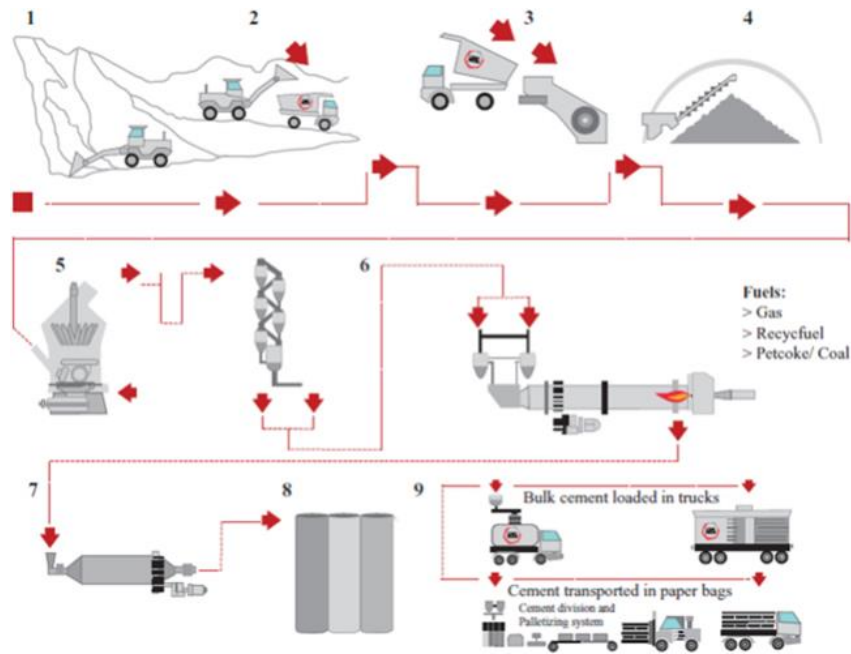 1
2
3
4
5
6
Fuels:
> Gas
> Recycfuel
> Petcoke/ Coal
7
8
9
Bulk cement loaded in trucks
Cement transported in paper bags
Cement division and
Palletizing system